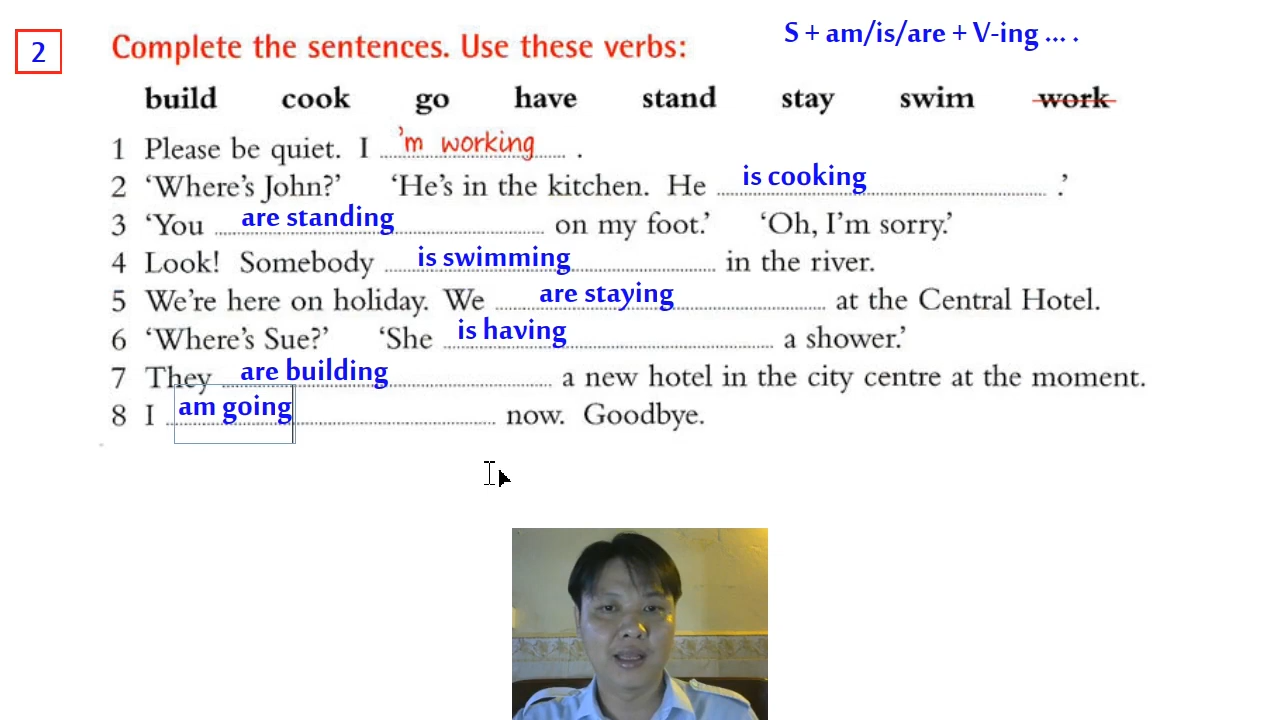 2 Complete the sentences. Use these verbs: S + am/is/are + V-ing ... .
build cook go have stand stay swim work
1 Please be quiet. I 'm working .
2 ‘Where’s John?’ ‘He’s in the kitchen. He is cooking .’
3 ‘You are standing on my foot.’ ‘Oh, I’m sorry.’
4 Look! Somebody is swimming in the river.
5 We’re here on holiday. We are staying at the Central Hotel.
6 ‘Where’s Sue?’ ‘She is having a shower.’
7 They are building a new hotel in the city centre at the moment.
8 I am going now. Goodbye.